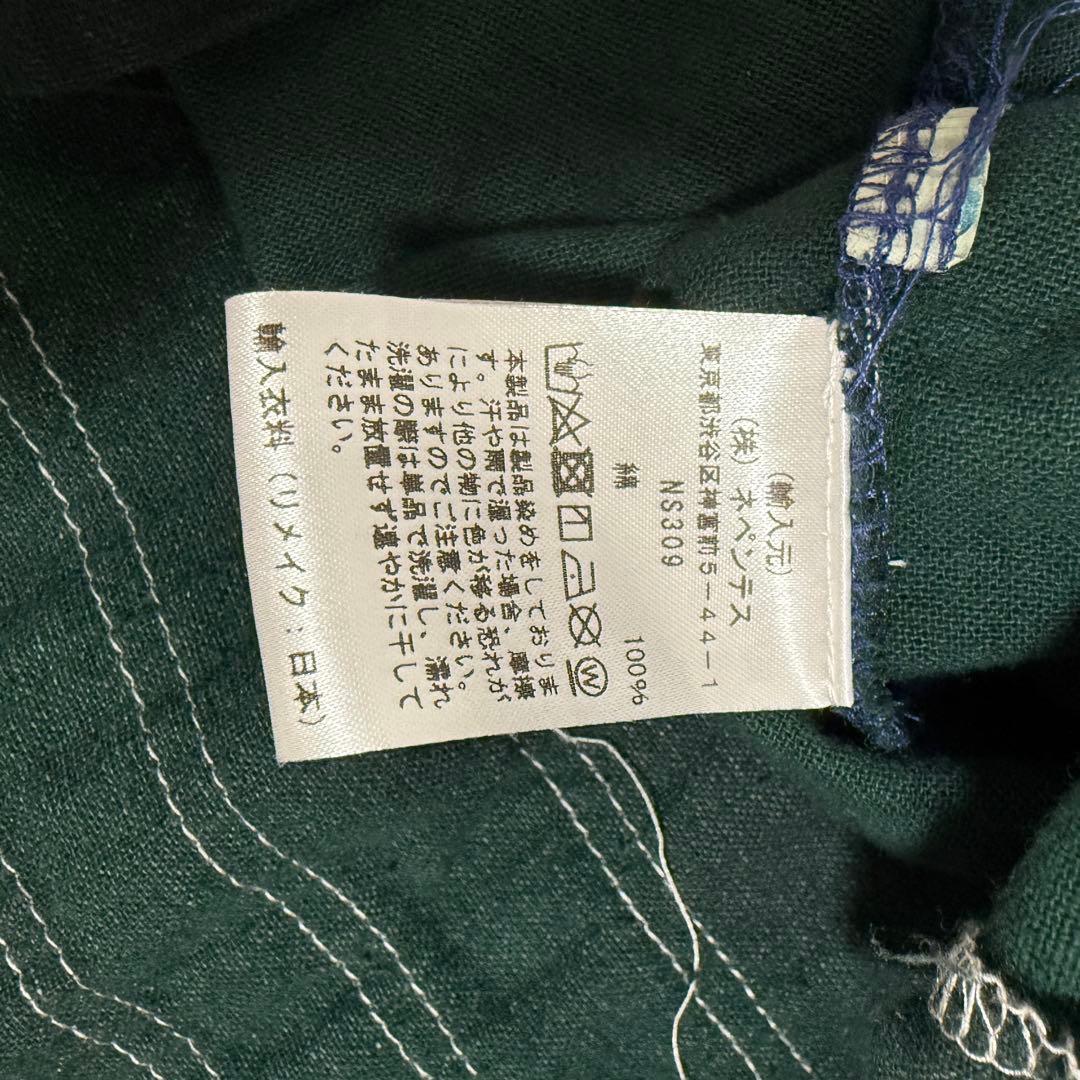 (輸入元)
(株) ネペンテス
東京都渋谷区神宮前5-44-1
NS309
綿 100%
W
本製品は製品染めをしておりま
す。汗や雨で濡った場合、摩擦
により他の物に色が移る恐れが
ありますのでご注意ください。
洗濯の際は単品で洗濯し、濡れ
たまま放置せず速やかに干して
ください。
輸入衣料 (リメイク：日本)